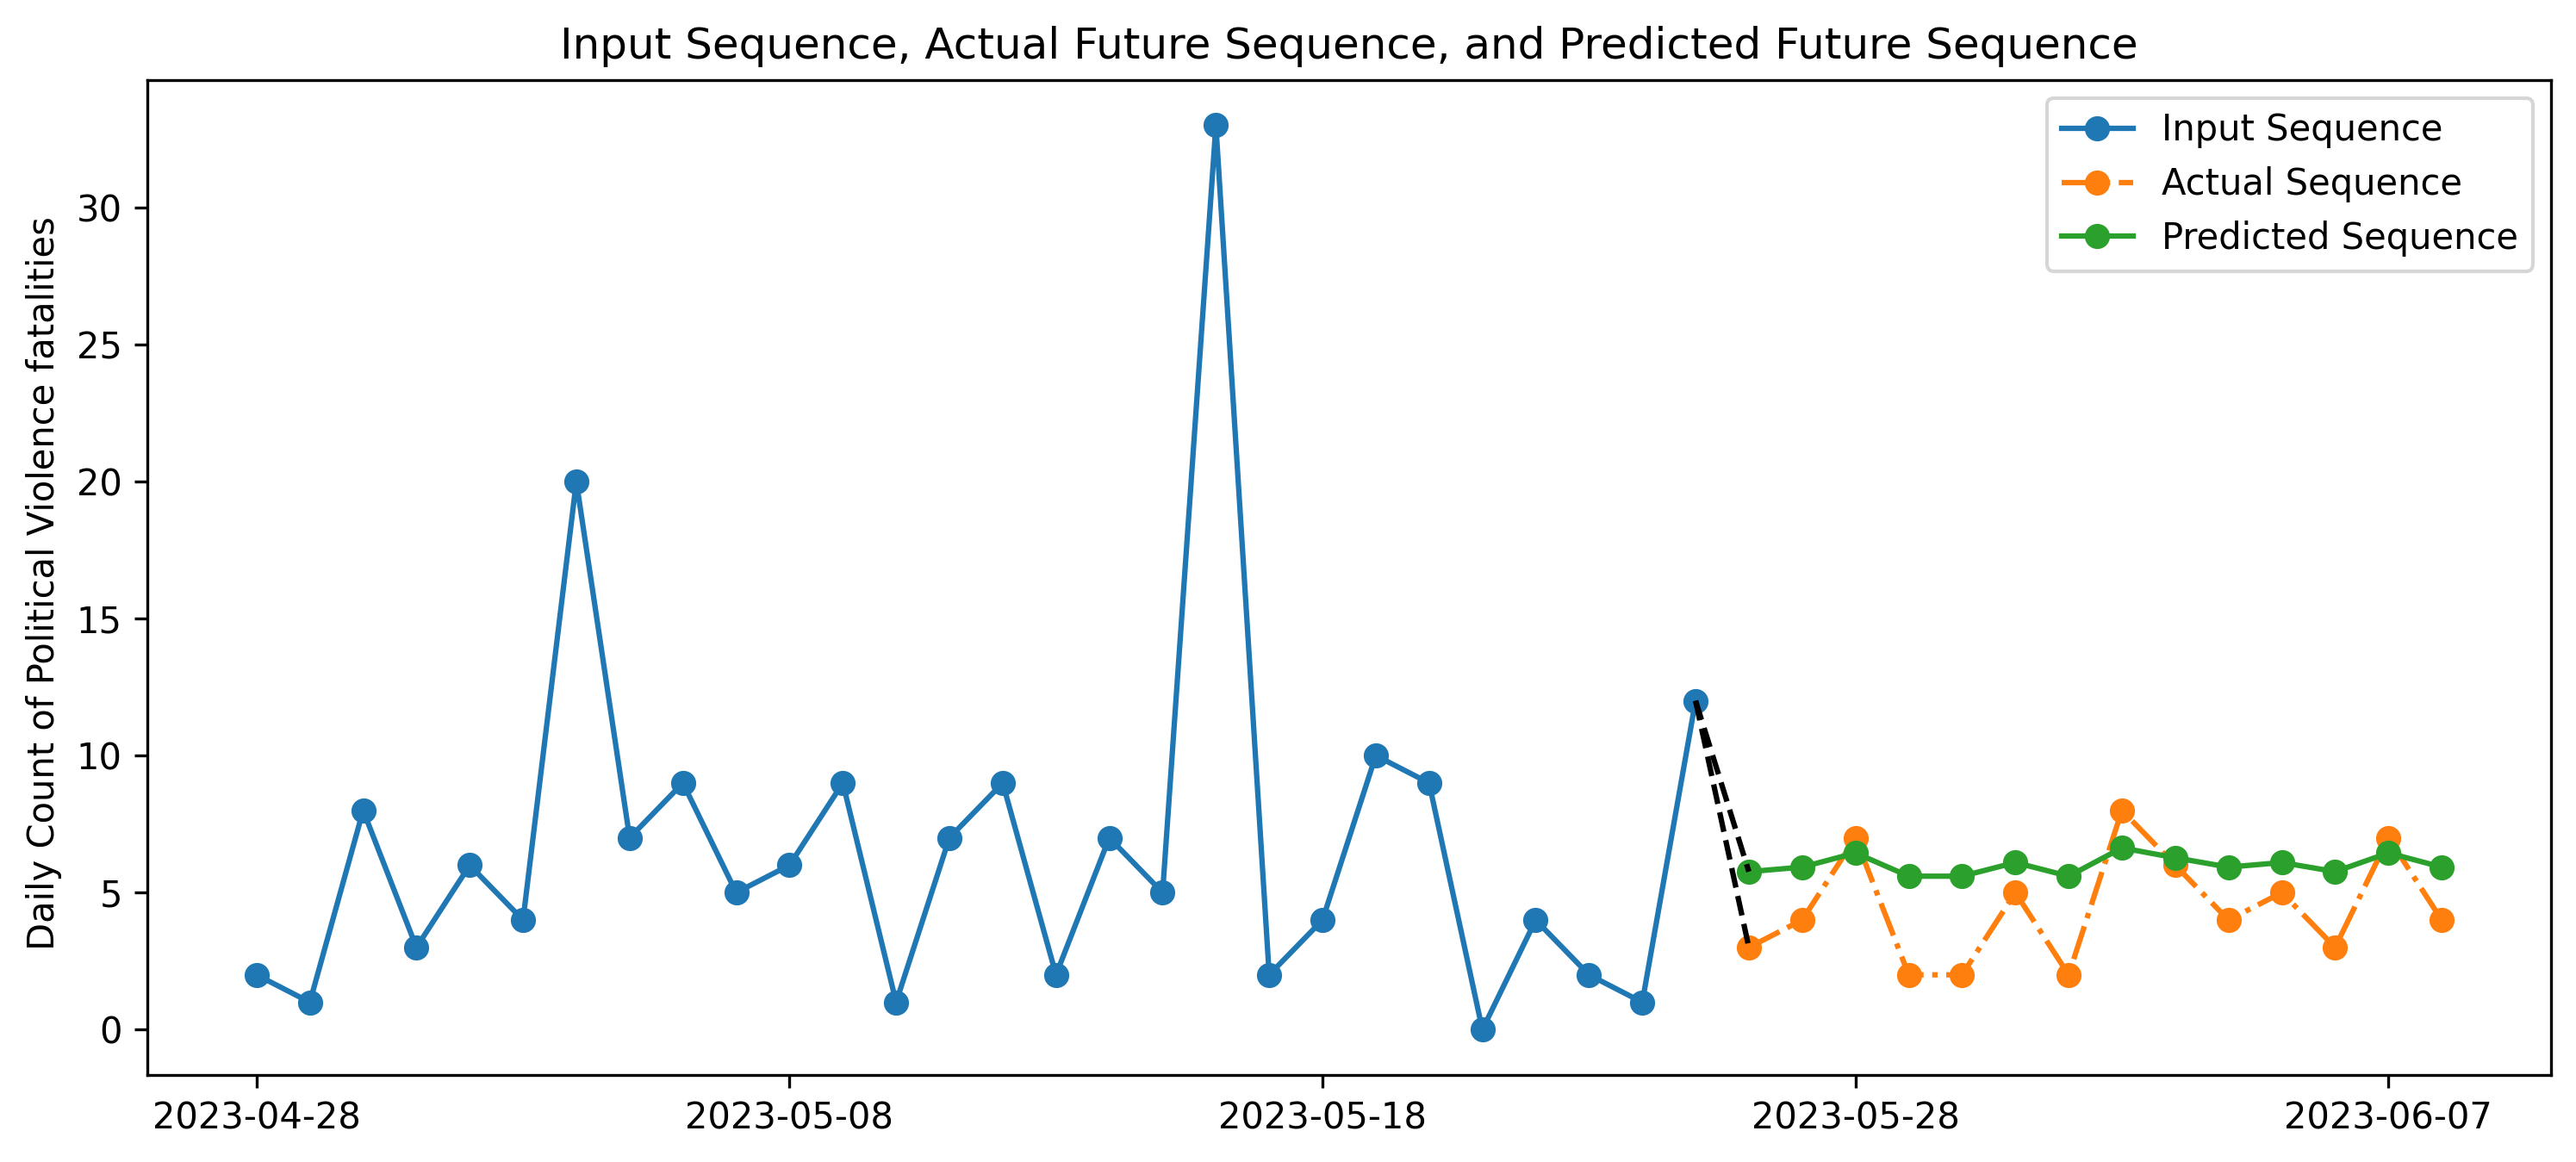 Input Sequence, Actual Future Sequence, and Predicted Future Sequence
Daily Count of Political Violence fatalities
30
25
20
15
10
5
0
Input Sequence
Actual Sequence
Predicted Sequence
2023-04-28
2023-05-08
2023-05-18
2023-05-28
2023-06-07